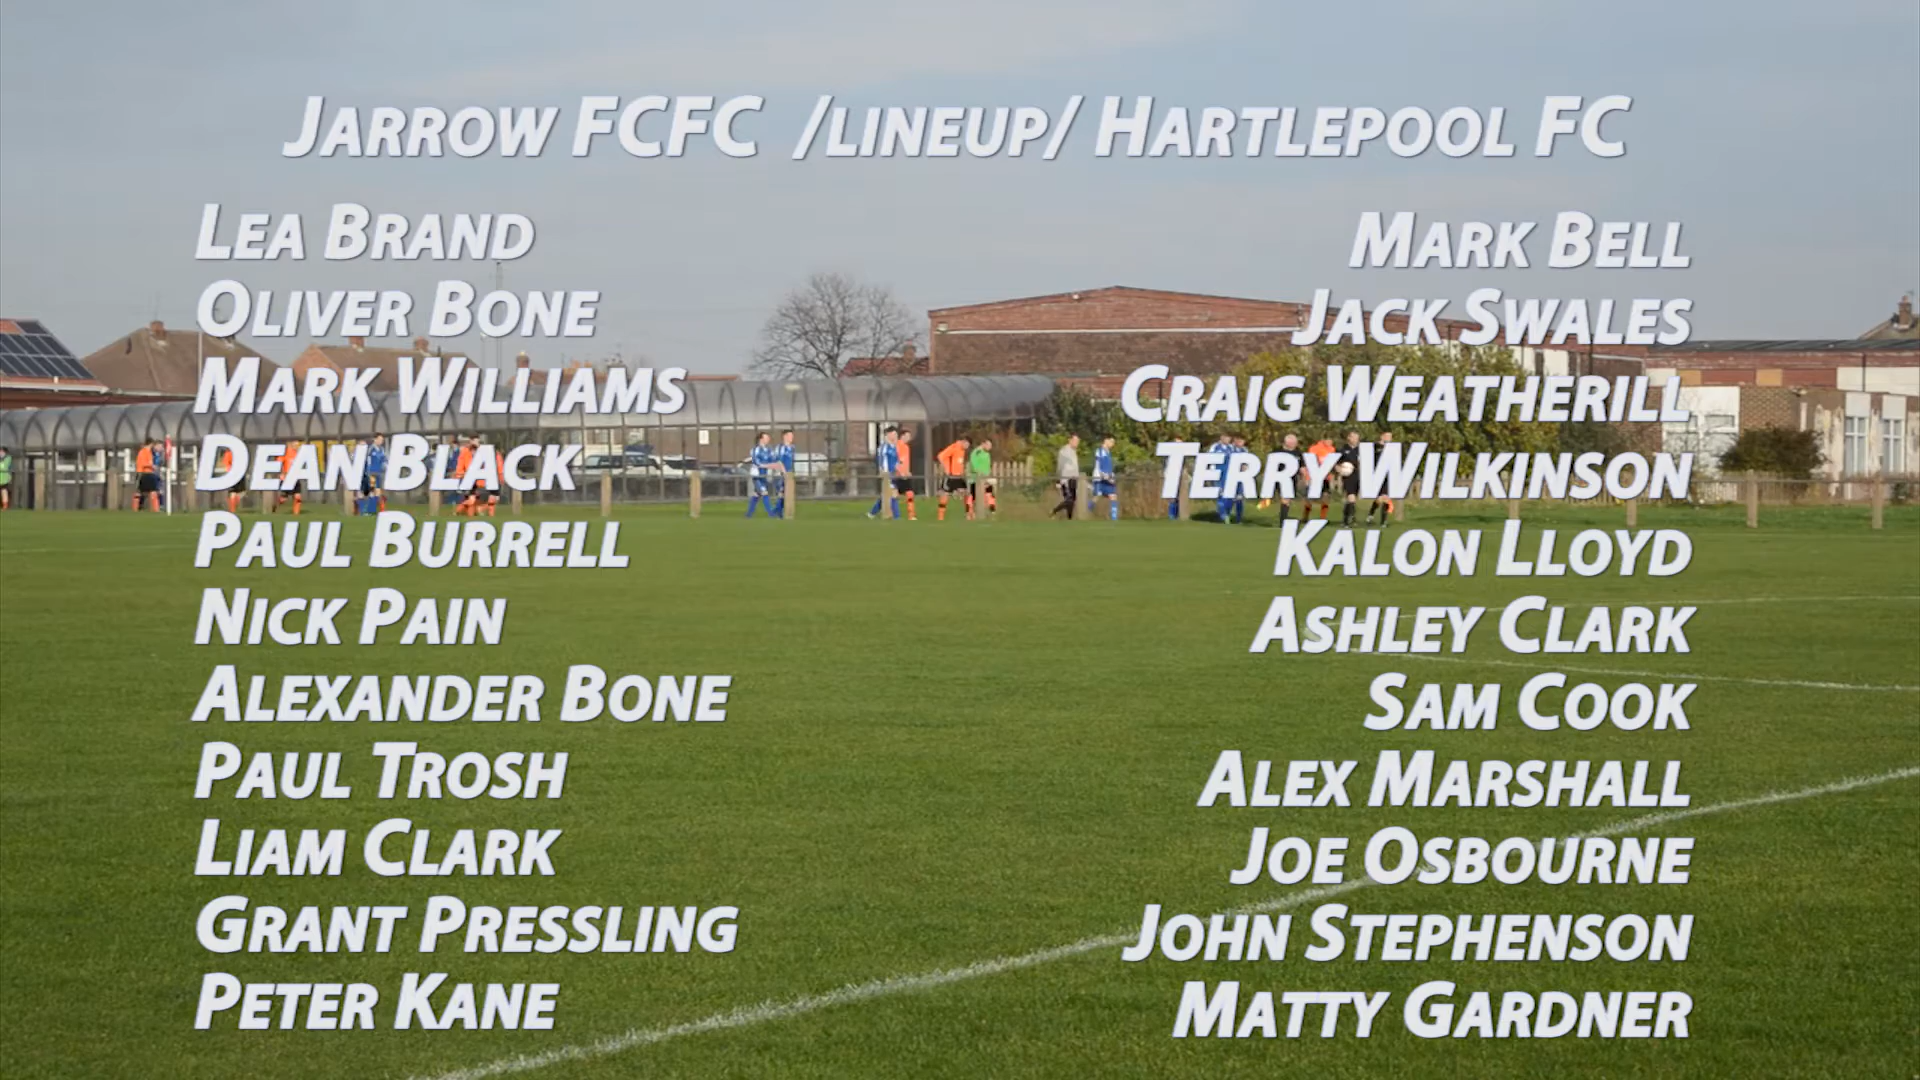 JARROW FCFC /LINEUP/ HARTLEPOOL FC
LEA BRAND
OLIVER BONE
MARK WILLIAMS
DEAN BLACK
PAUL BURRELL
NICK PAIN
ALEXANDER BONE
PAUL TROSH
LIAM CLARK
GRANT PRESSLING
PETER KANE
MARK BELL
JACK SWALES
CRAIG WEATHERILL
TERRY WILKINSON
KALON LLOYD
ASHLEY CLARK
SAM COOK
ALEX MARSHALL
JOE OSBOURNE
JOHN STEPHENSON
MATTY GARDNER